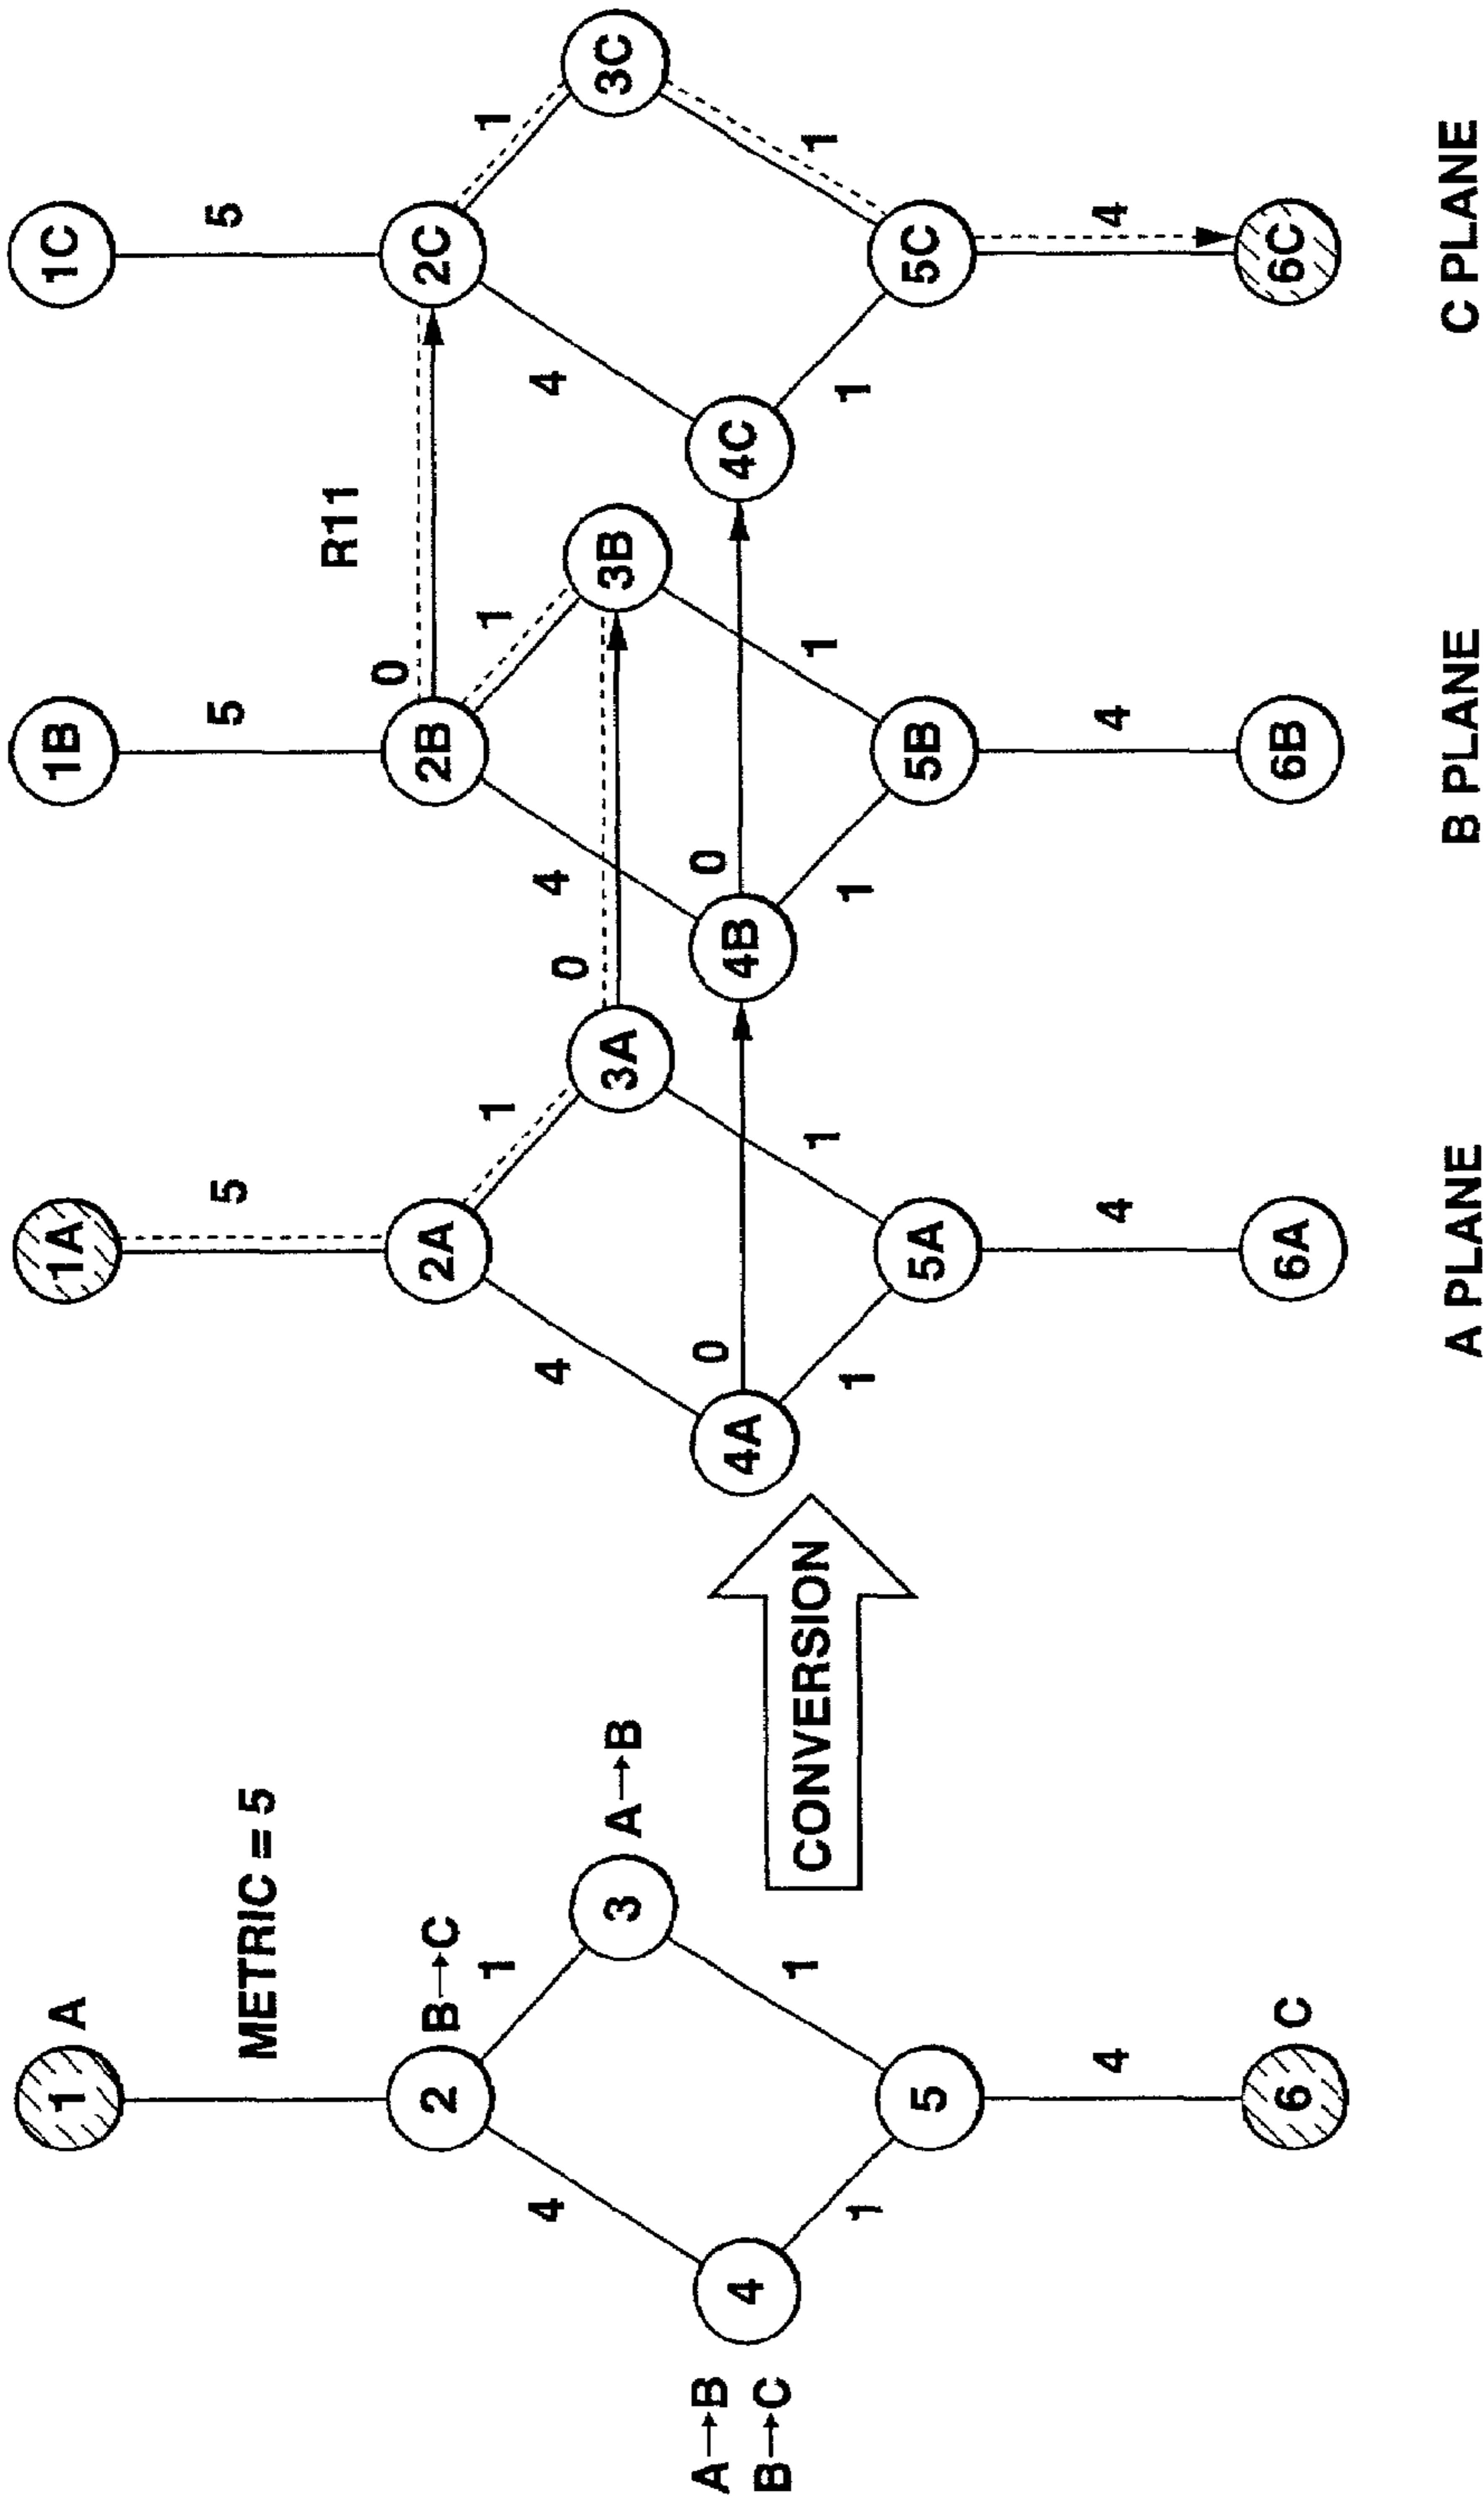 1 A
METRIC = 5
2 B→C
4
1
3 A→B
A→B
B→C
4
1
1
5
4
6 C
CONVERSION
1A
5
2A
4
1
3A
0
4A
0
1
1
5A
4
6A
A PLANE
1B
5
2B
0
R11
4
1
3B
4B
0
1
1
5B
4
6B
B PLANE
1C
5
2C
4
1
3C
4C
1
1
5C
4
6C
C PLANE